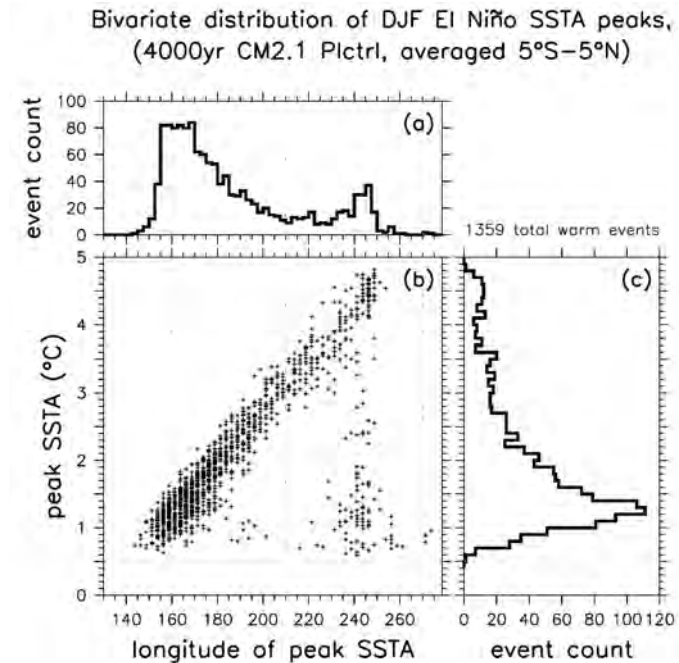 Bivariate distribution of DJF El Niño SSTA peaks,
(4000yr CM2.1 PIctrl, averaged 5°S–5°N)
event count
100
80
60
40
20
0
(a)
1359 total warm events
peak SSTA (°C)
5
4
3
2
1
0
(b)
(c)
140 160 180 200 220 240 260
longitude of peak SSTA
0 20 40 60 80 100 120
event count